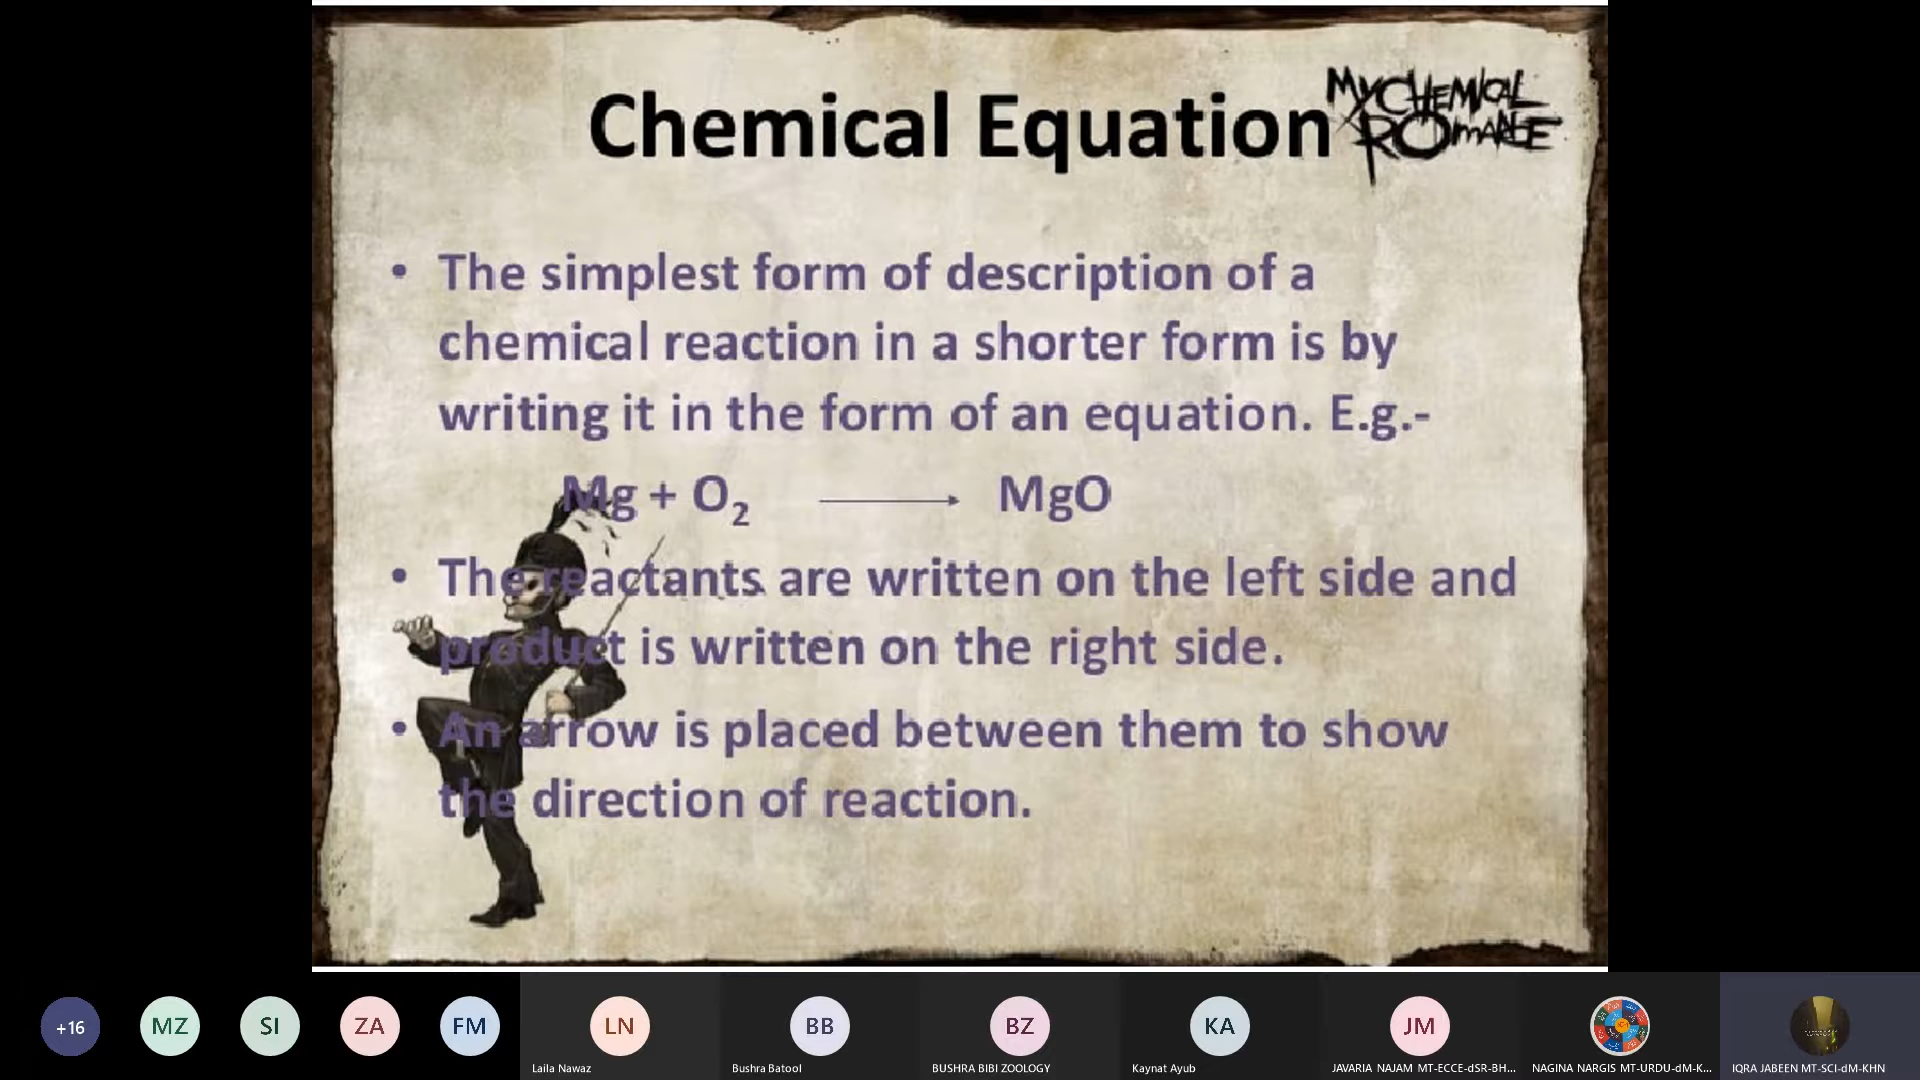 Chemical Equation
MY CHEMICAL
ROMANCE
• The simplest form of description of a
chemical reaction in a shorter form is by
writing it in the form of an equation. E.g.-
Mg + O₂ → MgO
• The reactants are written on the left side and
product is written on the right side.
• An arrow is placed between them to show
the direction of reaction.
+16
MZ
SI
ZA
FM
LN
BB
BZ
KA
JM
Laila Nawaz
Bushra Batool
BUSHRA BIBI ZOOLOGY
Kaynat Ayub
JAVARIA NAJAM MT-ECCE-dSR-BH...
NAGINA NARGIS MT-URDU-dM-K...
IQRA JABEEN MT-SCI-dM-KHN